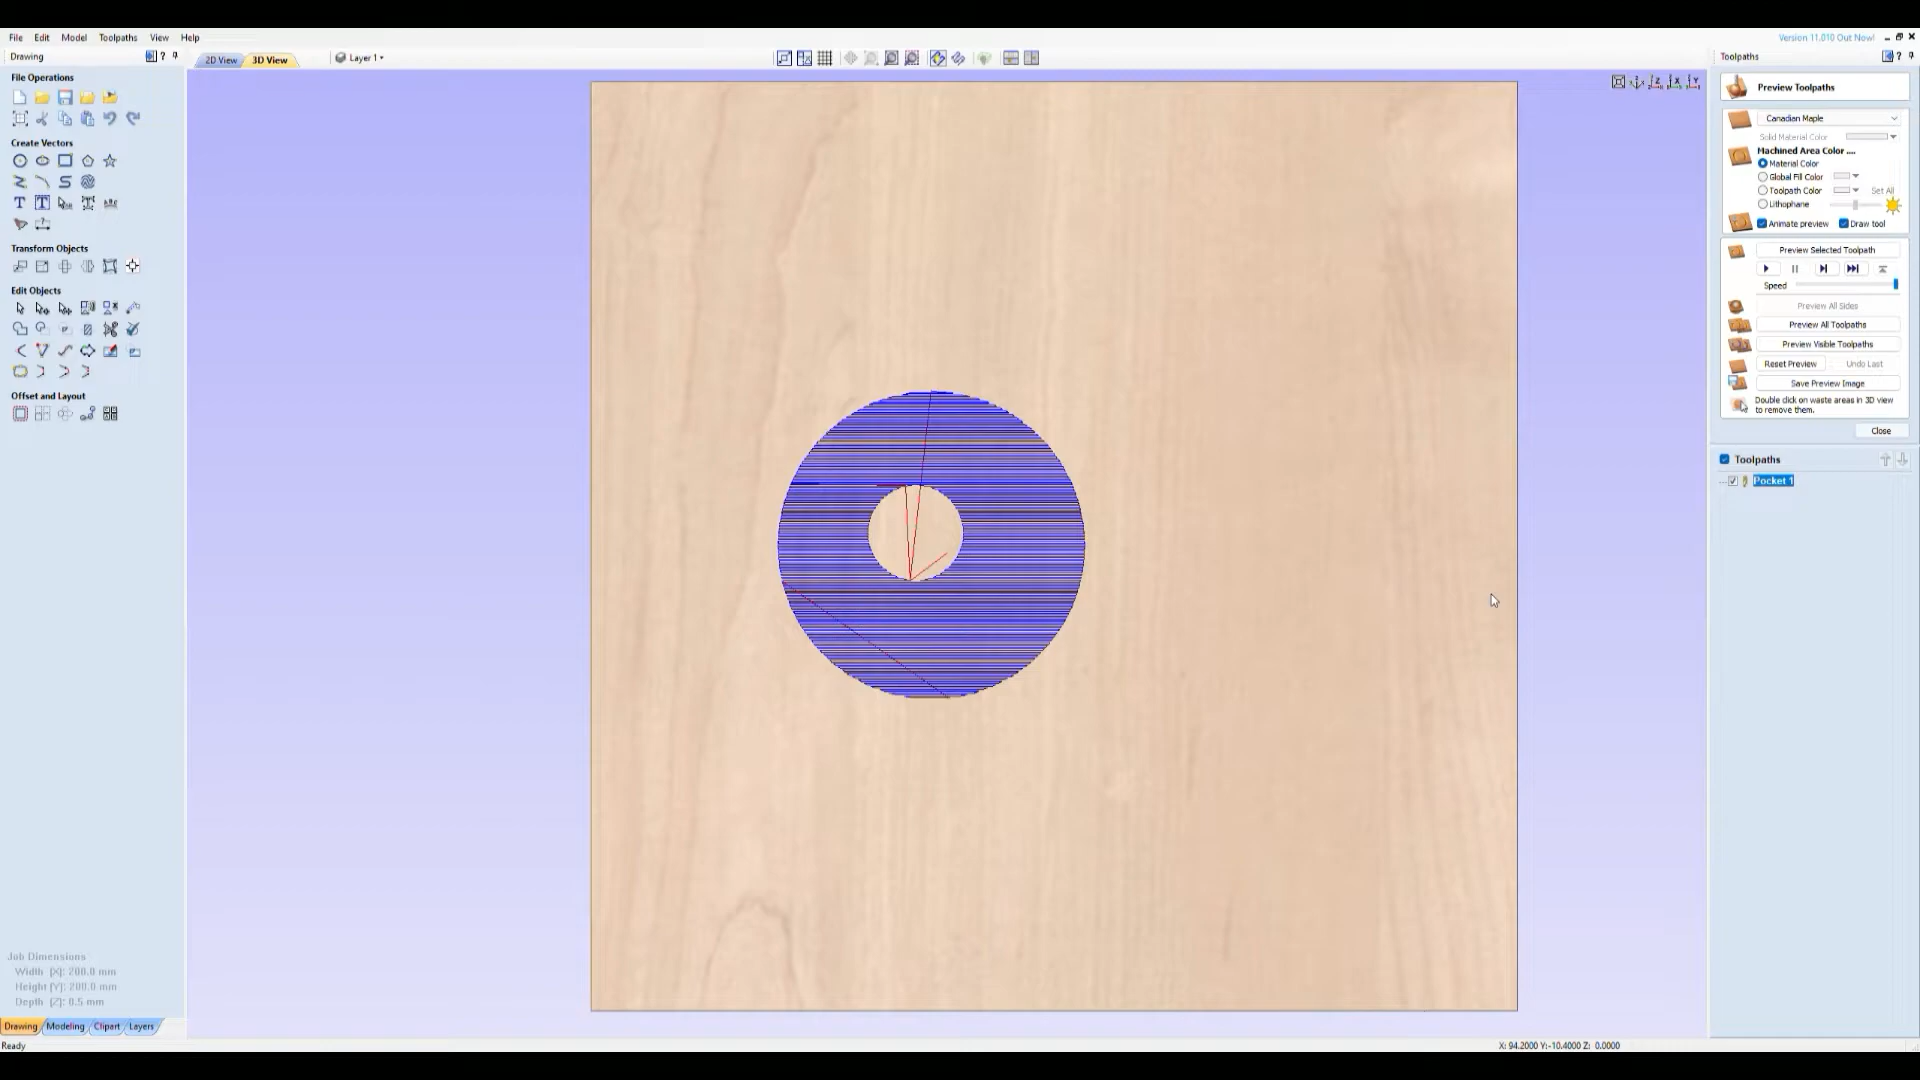 File Edit Model Toolpaths View Help
Version 11.010 Out Now!
Drawing
2D View
3D View
Layer 1
Toolpaths
File Operations
Create Vectors
Transform Objects
Edit Objects
Offset and Layout
Job Dimensions
Width [X]: 200.0 mm
Height [Y]: 200.0 mm
Depth [Z]: 0.5 mm
Drawing Modeling Clipart Layers
Ready
Preview Toolpaths
Canadian Maple
Solid Material Color
Machined Area Color ....
Material Color
Global Fill Color
Toolpath Color
Set All
Lithophane
Animate preview
Draw tool
Preview Selected Toolpath
Speed
Preview All Sides
Preview All Toolpaths
Preview Visible Toolpaths
Reset Preview
Undo Last
Save Preview Image
Double click on waste areas in 3D view
to remove them.
Close
Toolpaths
Pocket 1
X: 94.2000 Y:-10.4000 Z: 0.0000